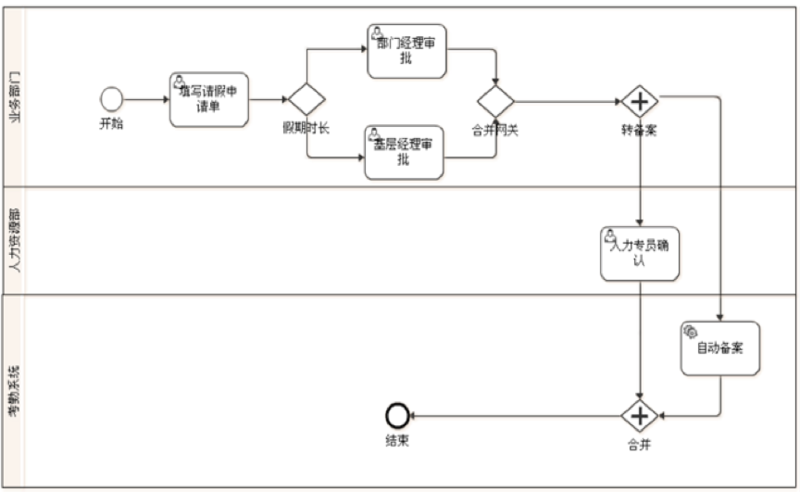 业务部门
开始
填写请假申
请单
假期时长
部门经理审
批
基层经理审
批
合并网关
转备案
人力资源部
人力专员确
认
考勤系统
自动备案
合并
结束